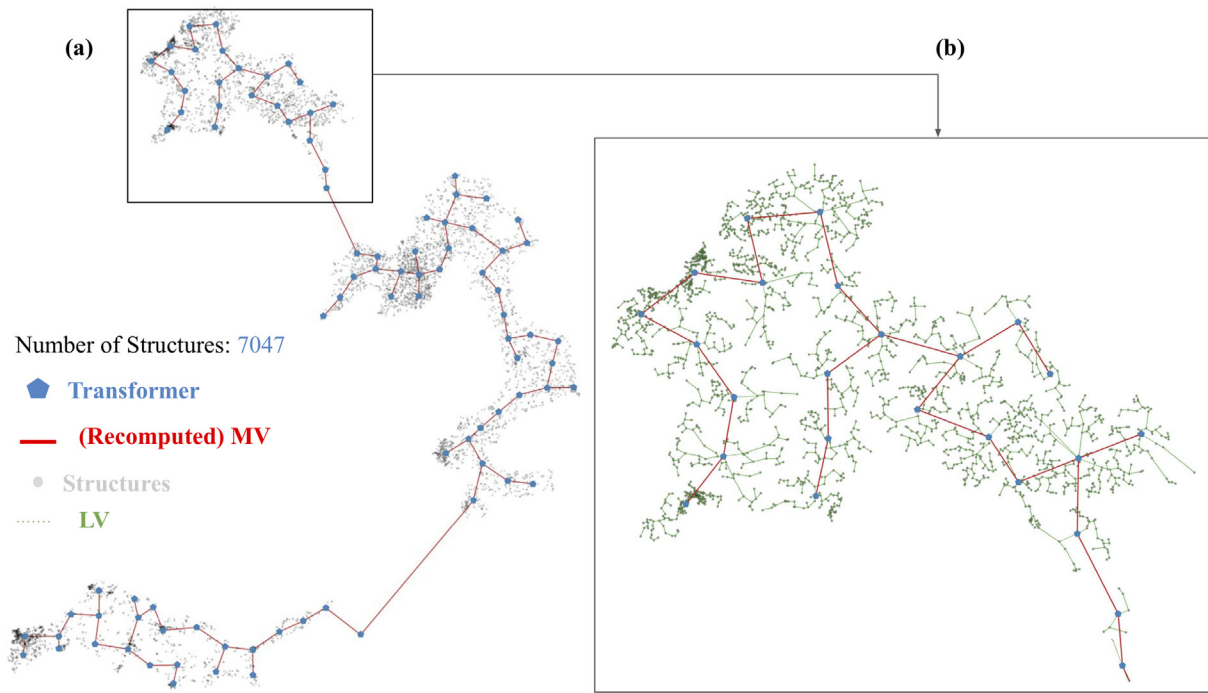 (a)
(b)
Number of Structures: 7047
Transformer
(Recomputed) MV
Structures
LV